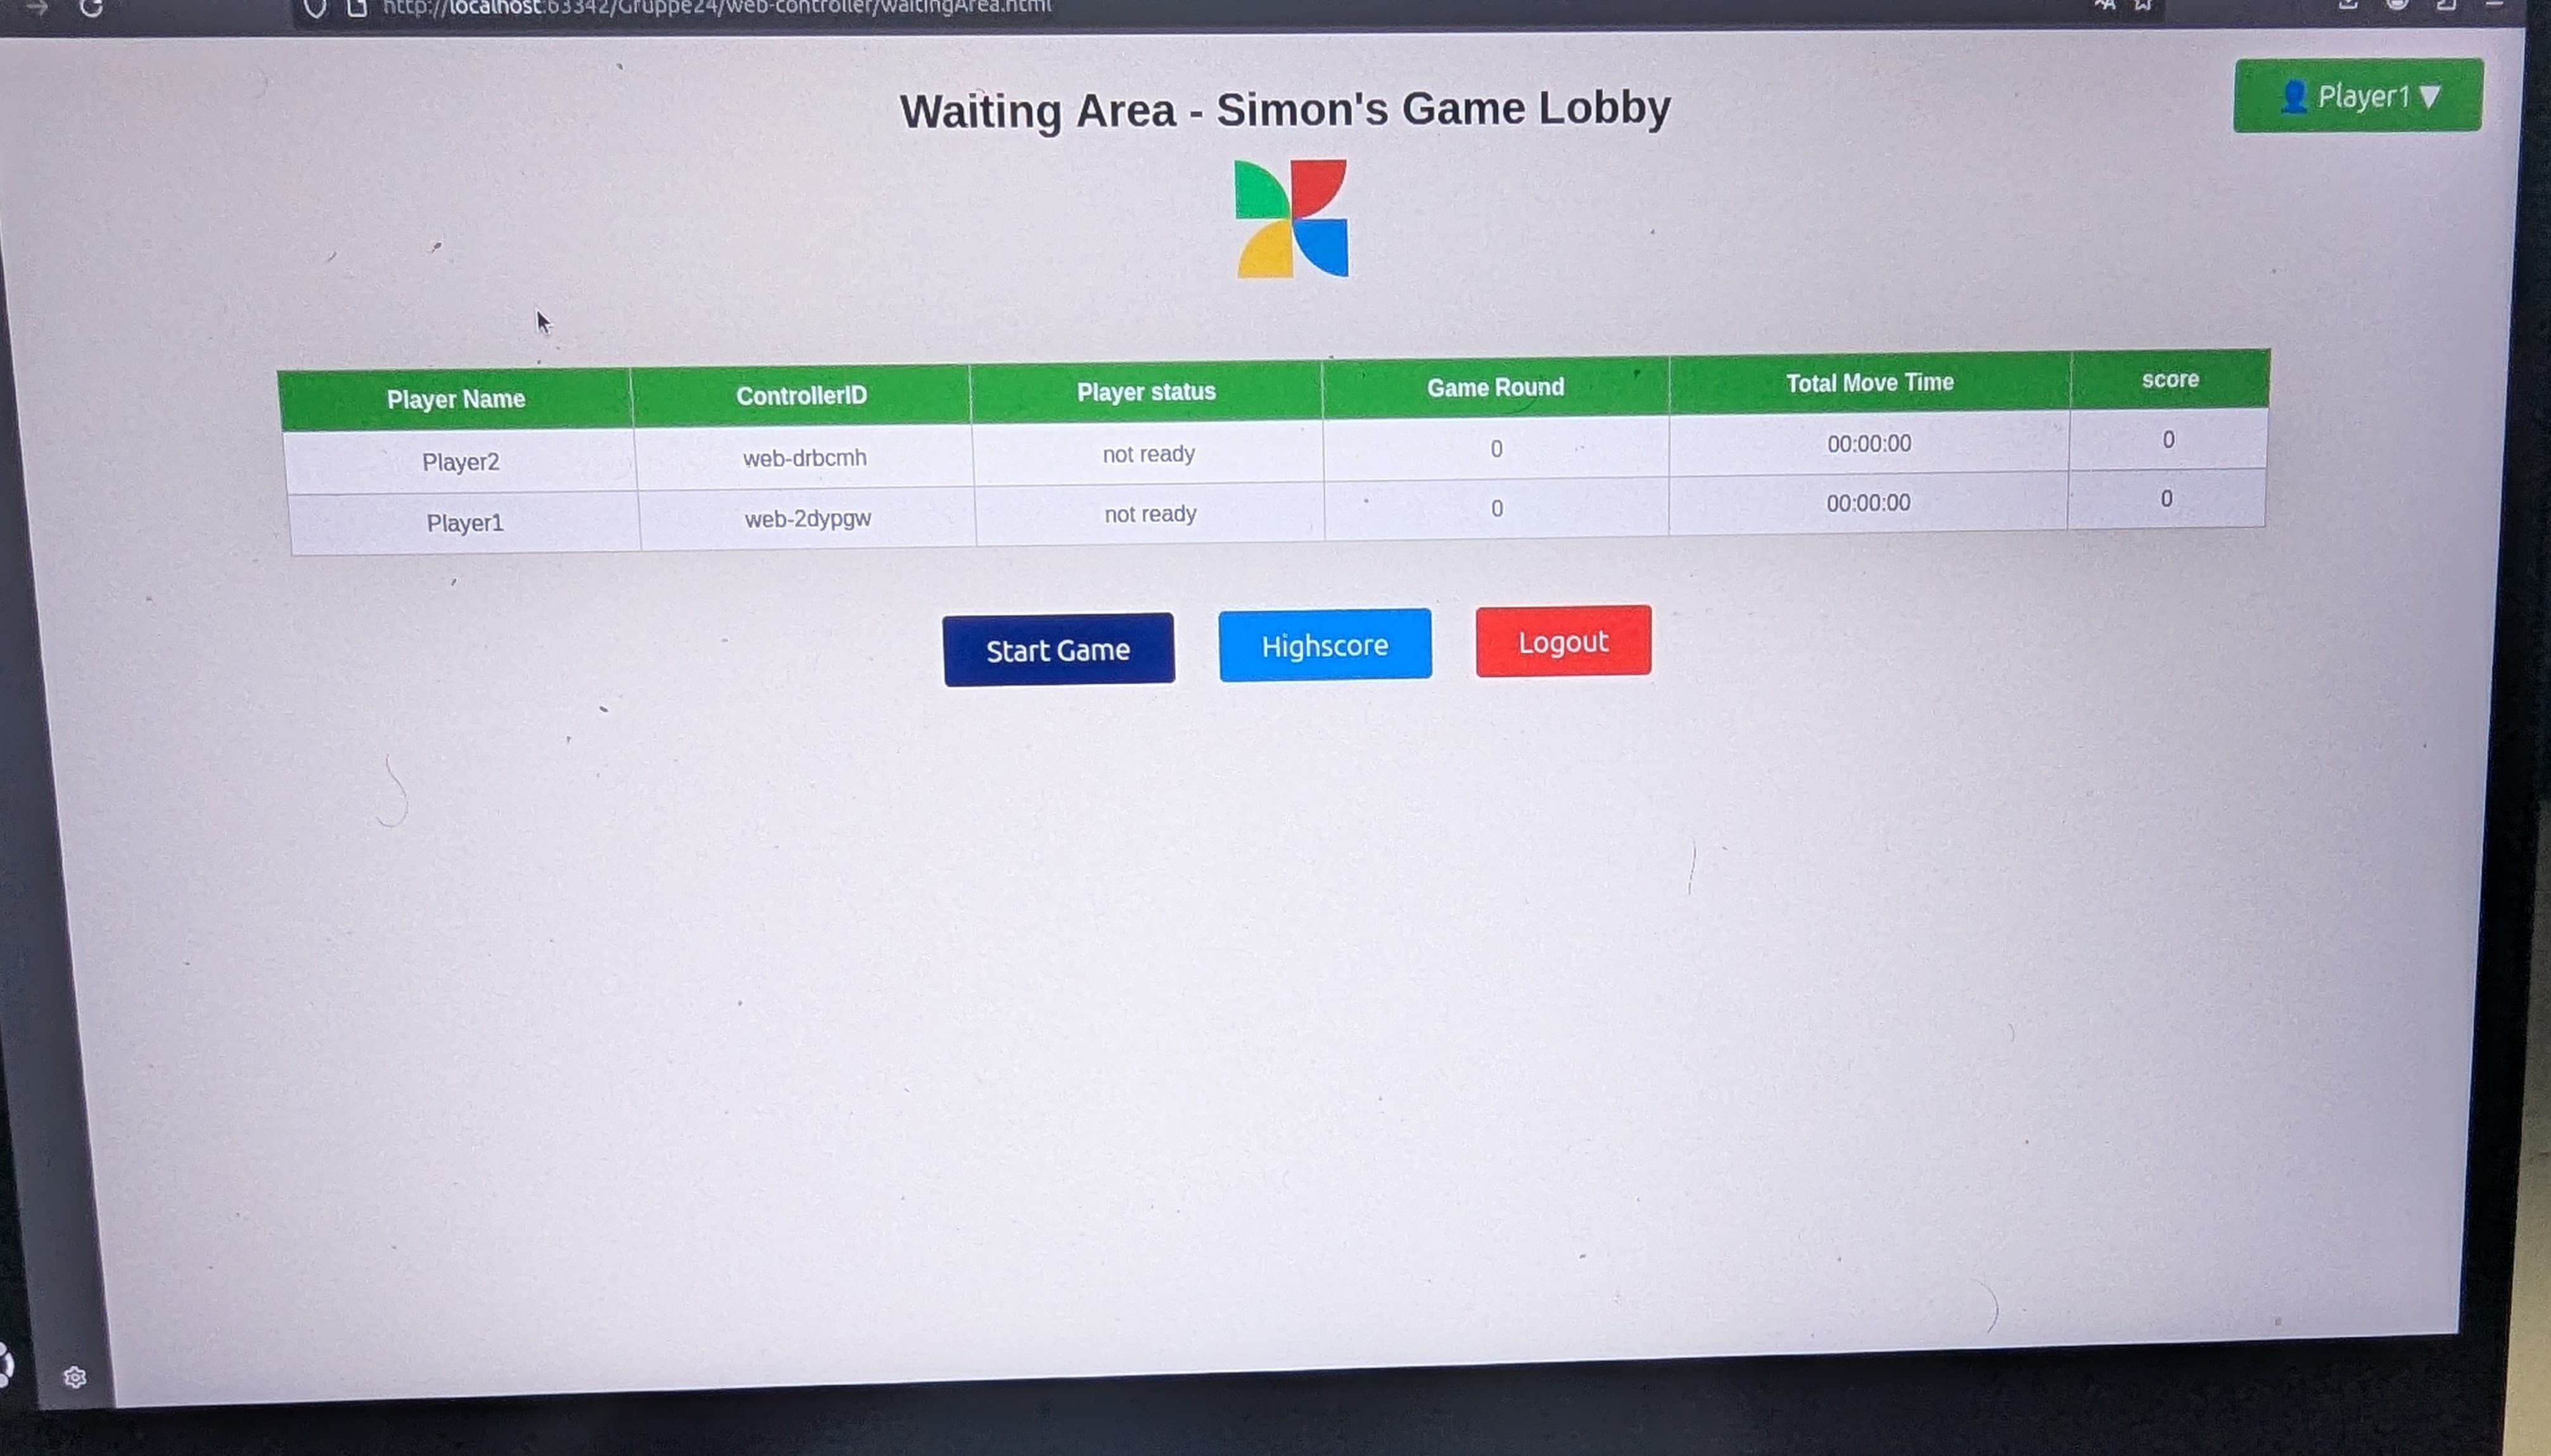 http://localhost:63342/Gruppe24/web-controller/waitingArea.html
Waiting Area - Simon's Game Lobby
Player1 ▼
Player Name ControllerID Player status Game Round Total Move Time score
Player2 web-drbcmh not ready 0 00:00:00 0
Player1 web-2dypgw not ready 0 00:00:00 0
Start Game Highscore Logout